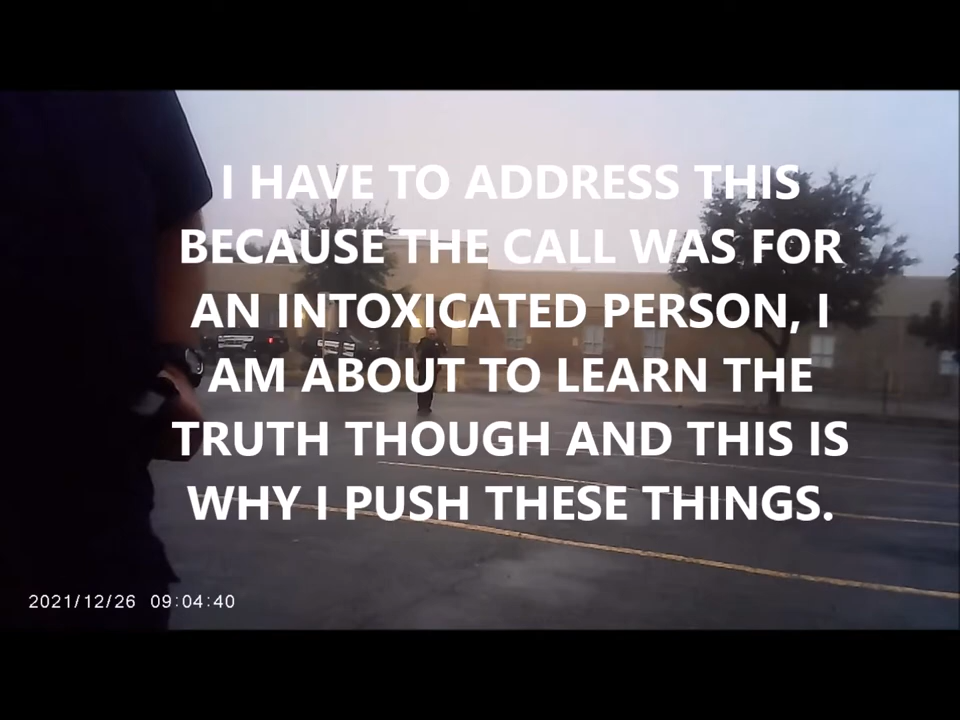 I HAVE TO ADDRESS THIS
BECAUSE THE CALL WAS FOR
AN INTOXICATED PERSON, I
AM ABOUT TO LEARN THE
TRUTH THOUGH AND THIS IS
WHY I PUSH THESE THINGS.
2021/12/26 09:04:40